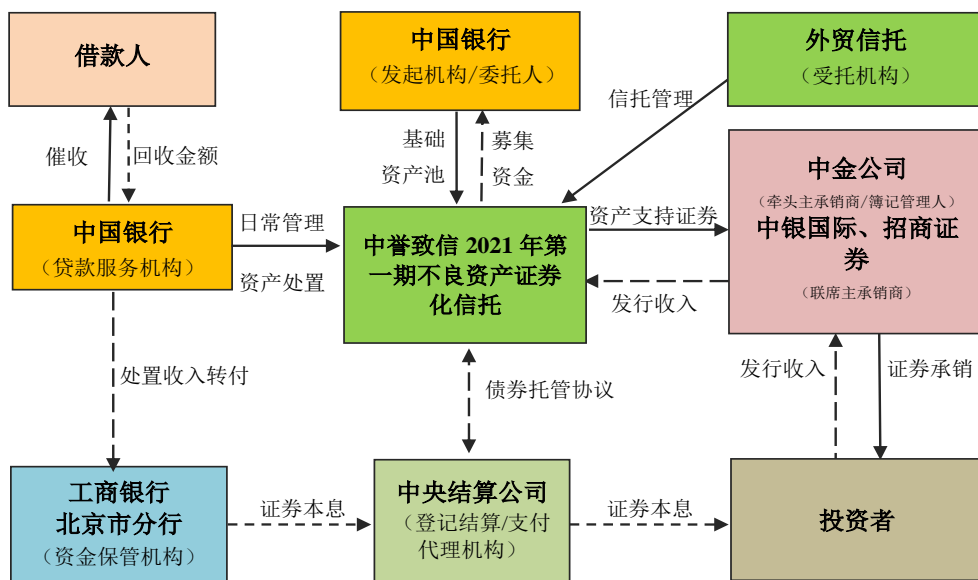 借款人
中国银行
（发起机构/委托人）
外贸信托
（受托机构）
信托管理
催收
回收金额
基础
资产池
募集
资金
中金公司
（牵头主承销商/簿记管理人）
中银国际、招商证
券
（联席主承销商）
中国银行
（贷款服务机构）
日常管理
资产处置
中誉致信 2021 年第
一期不良资产证券
化信托
资产支持证券
发行收入
处置收入转付
债券托管协议
发行收入
证券承销
工商银行
北京市分行
（资金保管机构）
证券本息
中央结算公司
（登记结算/支付
代理机构）
证券本息
投资者